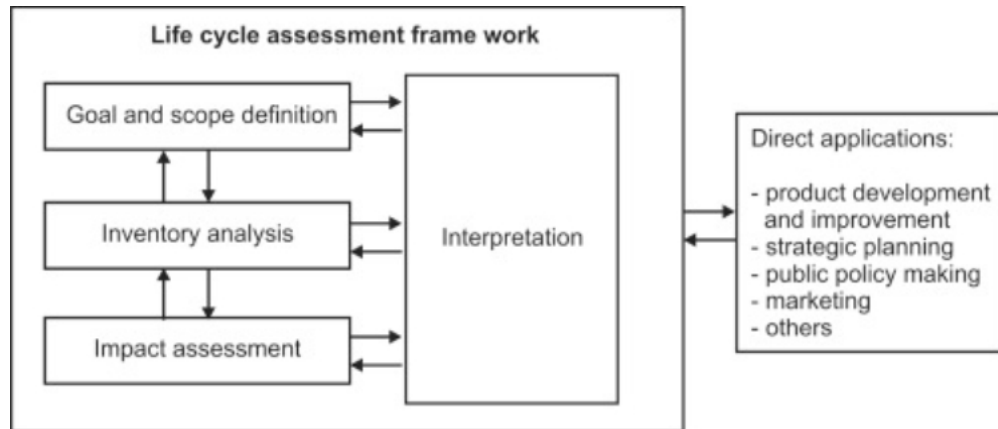 Life cycle assessment frame work
Goal and scope definition
Inventory analysis
Impact assessment
Interpretation
Direct applications:
- product development
and improvement
- strategic planning
- public policy making
- marketing
- others